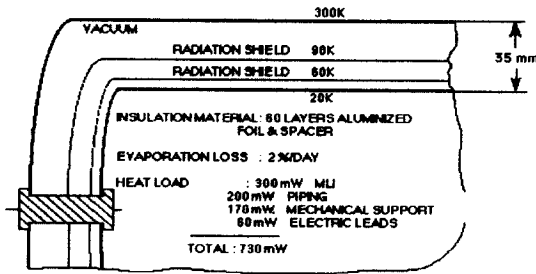 300K
VACUUM
RADIATION SHIELD 90K
35 mm
RADIATION SHIELD 60K
20K
INSULATION MATERIAL: 60 LAYERS ALUMINIZED
FOIL & SPACER
EVAPORATION LOSS : 2%/DAY
HEAT LOAD : 300mW MLI
200mW PIPING
170mW. MECHANICAL SUPPORT
60mW ELECTRIC LEADS
TOTAL : 730mW